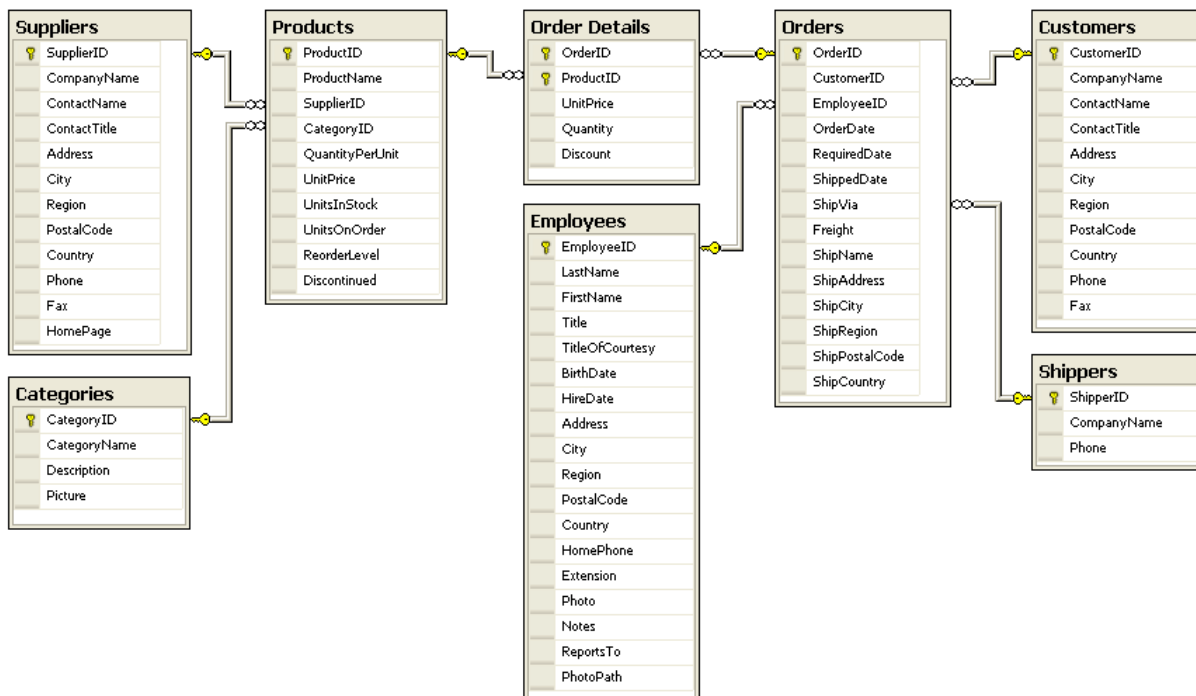 Suppliers
SupplierID
CompanyName
ContactName
ContactTitle
Address
City
Region
PostalCode
Country
Phone
Fax
HomePage
Categories
CategoryID
CategoryName
Description
Picture
Products
ProductID
ProductName
SupplierID
CategoryID
QuantityPerUnit
UnitPrice
UnitsInStock
UnitsOnOrder
ReorderLevel
Discontinued
Order Details
OrderID
ProductID
UnitPrice
Quantity
Discount
Employees
EmployeeID
LastName
FirstName
Title
TitleOfCourtesy
BirthDate
HireDate
Address
City
Region
PostalCode
Country
HomePhone
Extension
Photo
Notes
ReportsTo
PhotoPath
Orders
OrderID
CustomerID
EmployeeID
OrderDate
RequiredDate
ShippedDate
ShipVia
Freight
ShipName
ShipAddress
ShipCity
ShipRegion
ShipPostalCode
ShipCountry
Customers
CustomerID
CompanyName
ContactName
ContactTitle
Address
City
Region
PostalCode
Country
Phone
Fax
Shippers
ShipperID
CompanyName
Phone